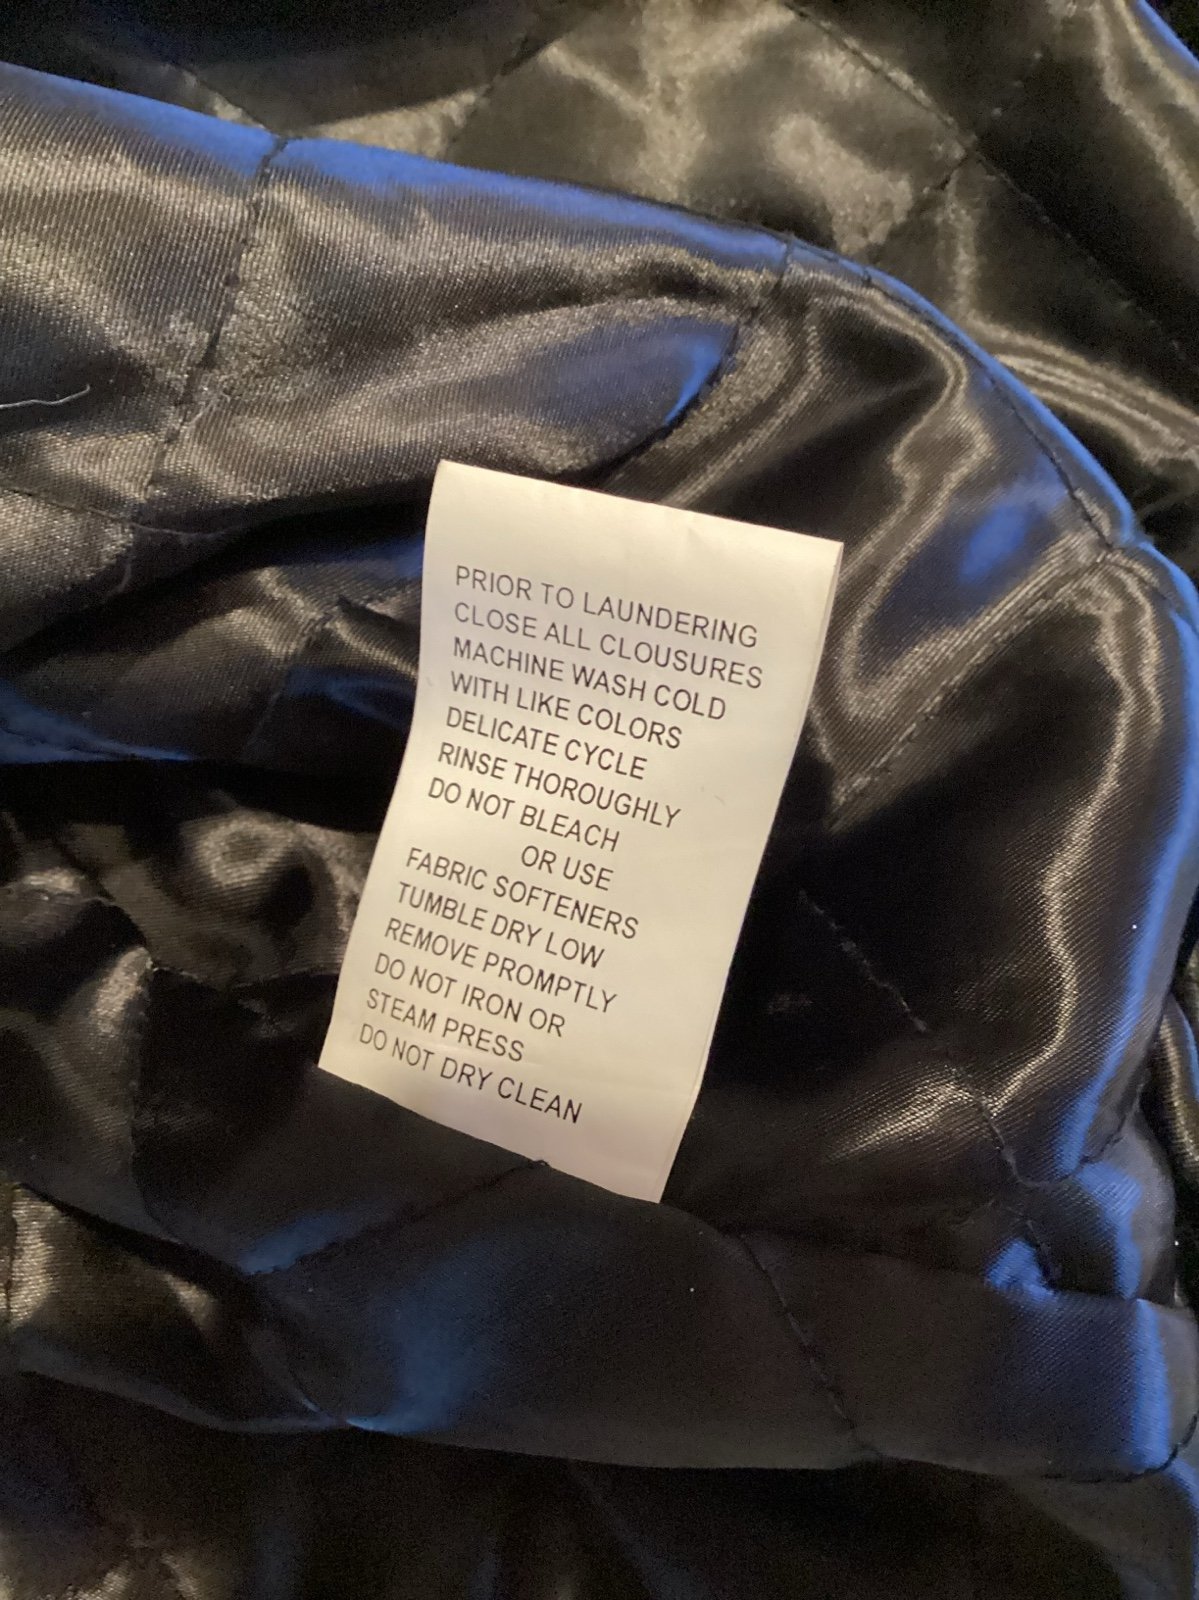 PRIOR TO LAUNDERING
CLOSE ALL CLOUSURES
MACHINE WASH COLD
WITH LIKE COLORS
DELICATE CYCLE
RINSE THOROUGHLY
DO NOT BLEACH
OR USE
FABRIC SOFTENERS
TUMBLE DRY LOW
REMOVE PROMPTLY
DO NOT IRON OR
STEAM PRESS
DO NOT DRY CLEAN